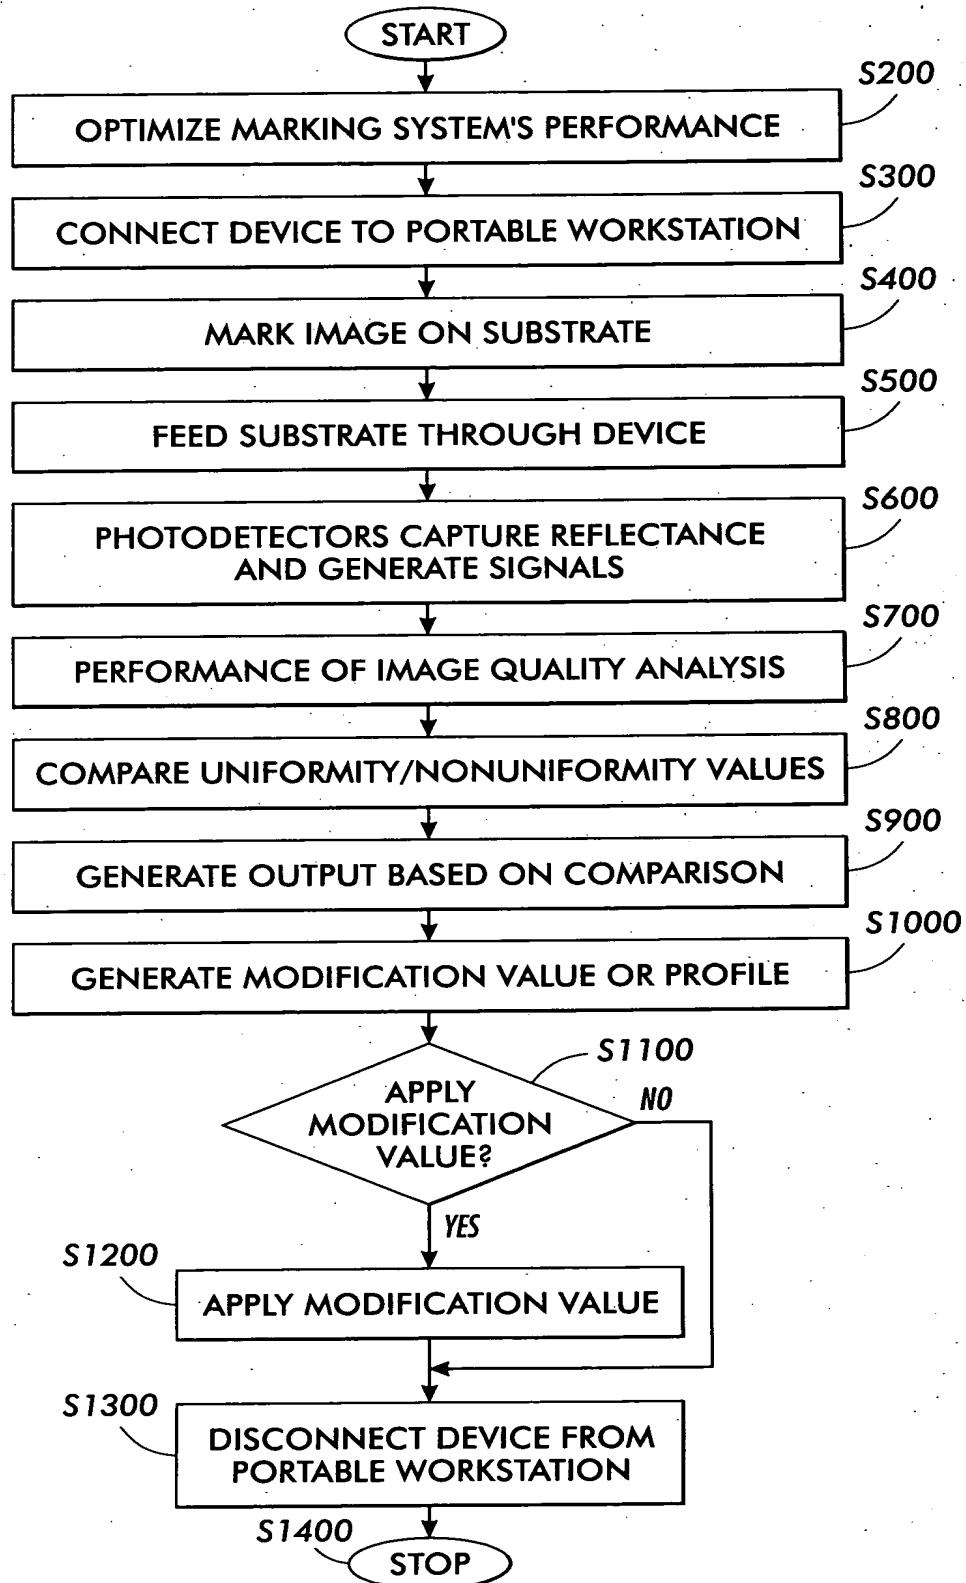 START
S200
OPTIMIZE MARKING SYSTEM'S PERFORMANCE
S300
CONNECT DEVICE TO PORTABLE WORKSTATION
S400
MARK IMAGE ON SUBSTRATE
S500
FEED SUBSTRATE THROUGH DEVICE
S600
PHOTODETECTORS CAPTURE REFLECTANCE
AND GENERATE SIGNALS
S700
PERFORMANCE OF IMAGE QUALITY ANALYSIS
S800
COMPARE UNIFORMITY/NONUNIFORMITY VALUES
S900
GENERATE OUTPUT BASED ON COMPARISON
S1000
GENERATE MODIFICATION VALUE OR PROFILE
S1100
APPLY
MODIFICATION
VALUE?
NO
YES
S1200
APPLY MODIFICATION VALUE
S1300
DISCONNECT DEVICE FROM
PORTABLE WORKSTATION
S1400
STOP